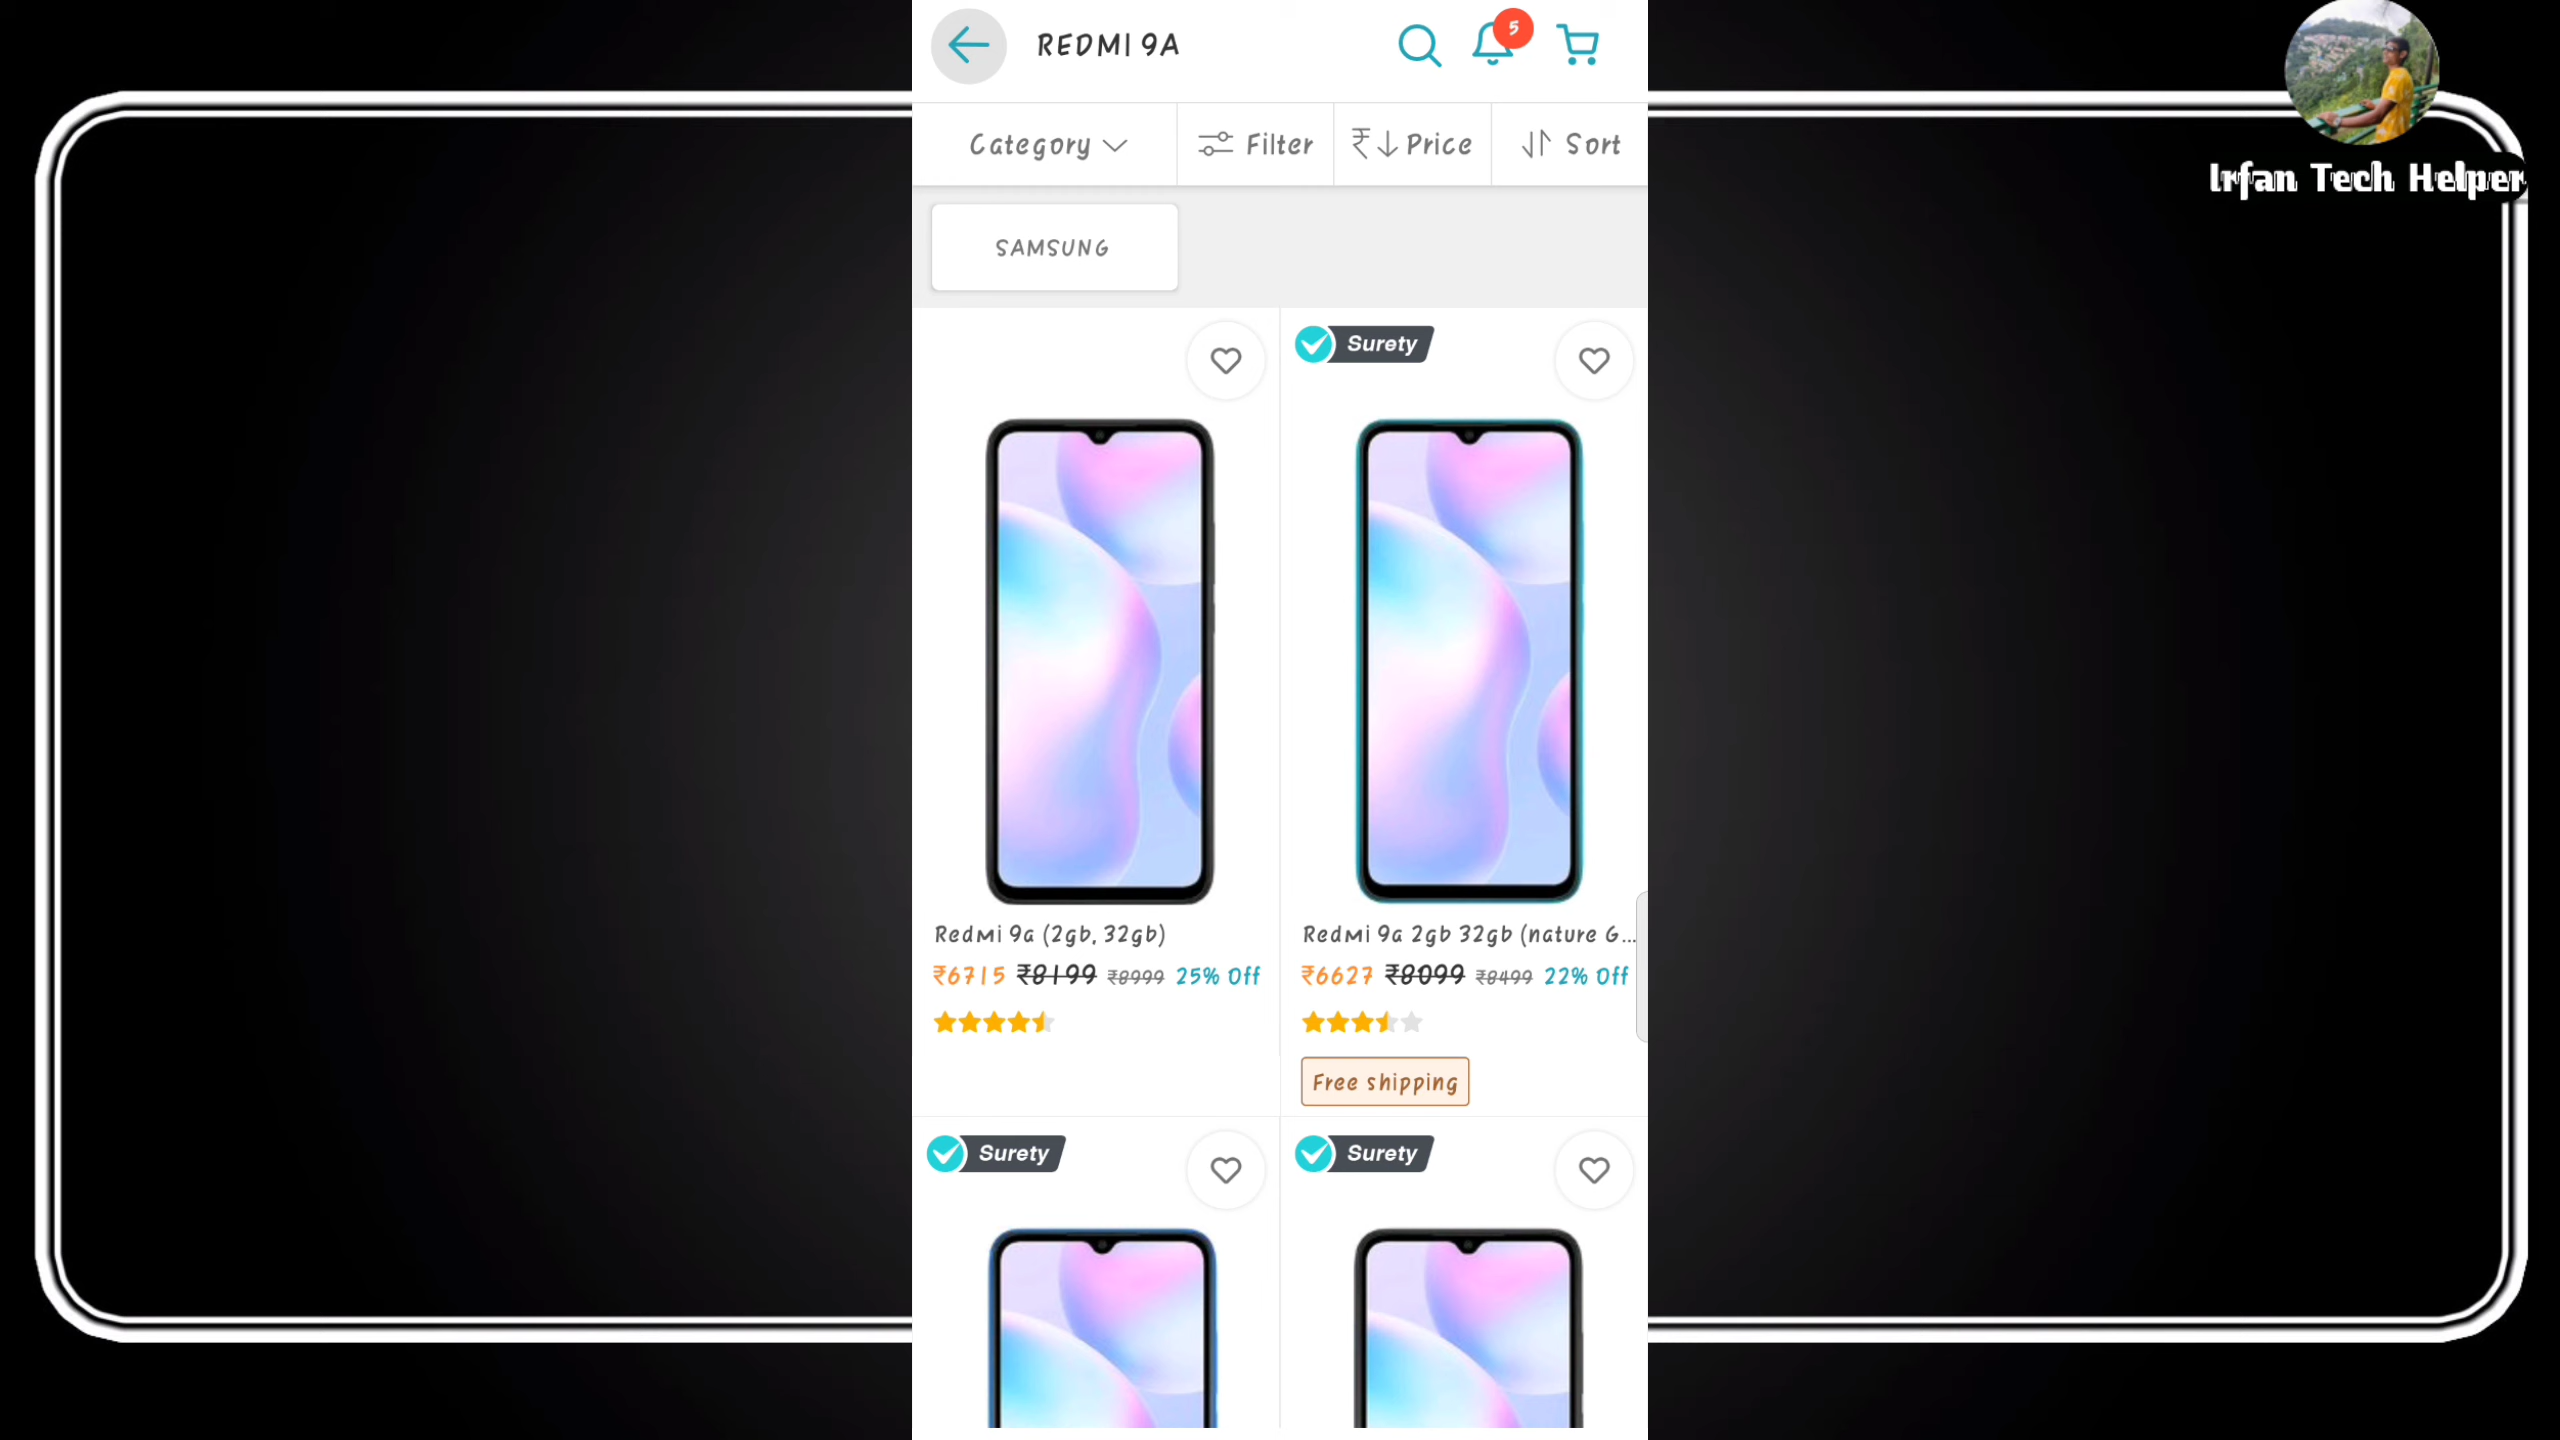 REDMI 9A
5
Category
Filter
₹↓ Price
Sort
Irfan Tech Helper
SAMSUNG
Surety
Redmi 9a (2gb, 32gb)
₹6715 ₹8199 ₹8999 25% Off
Redmi 9a 2gb 32gb (nature G...
₹6627 ₹8099 ₹8499 22% Off
Free shipping
Surety
Surety